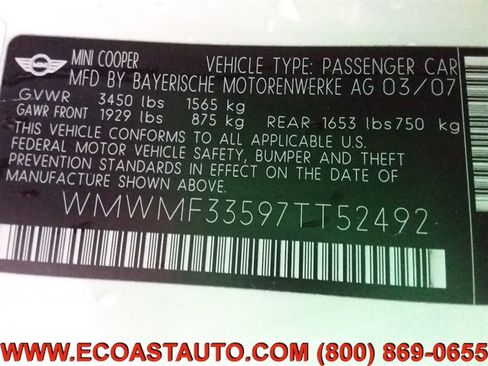 MINI
MINI COOPER
VEHICLE TYPE: PASSENGER CAR
MFD BY BAYERISCHE MOTORENWERKE AG 03/07
GVWR 3450 lbs 1565 kg
GAWR FRONT 1929 lbs 875 kg REAR 1653 lbs 750 kg
THIS VEHICLE CONFORMS TO ALL APPLICABLE U.S.
FEDERAL MOTOR VEHICLE SAFETY, BUMPER AND THEFT
PREVENTION STANDARDS IN EFFECT ON THE DATE OF
MANUFACTURE SHOWN ABOVE.
WMWMF33597TT52492
WWW.ECOASTAUTO.COM (800) 869-0655